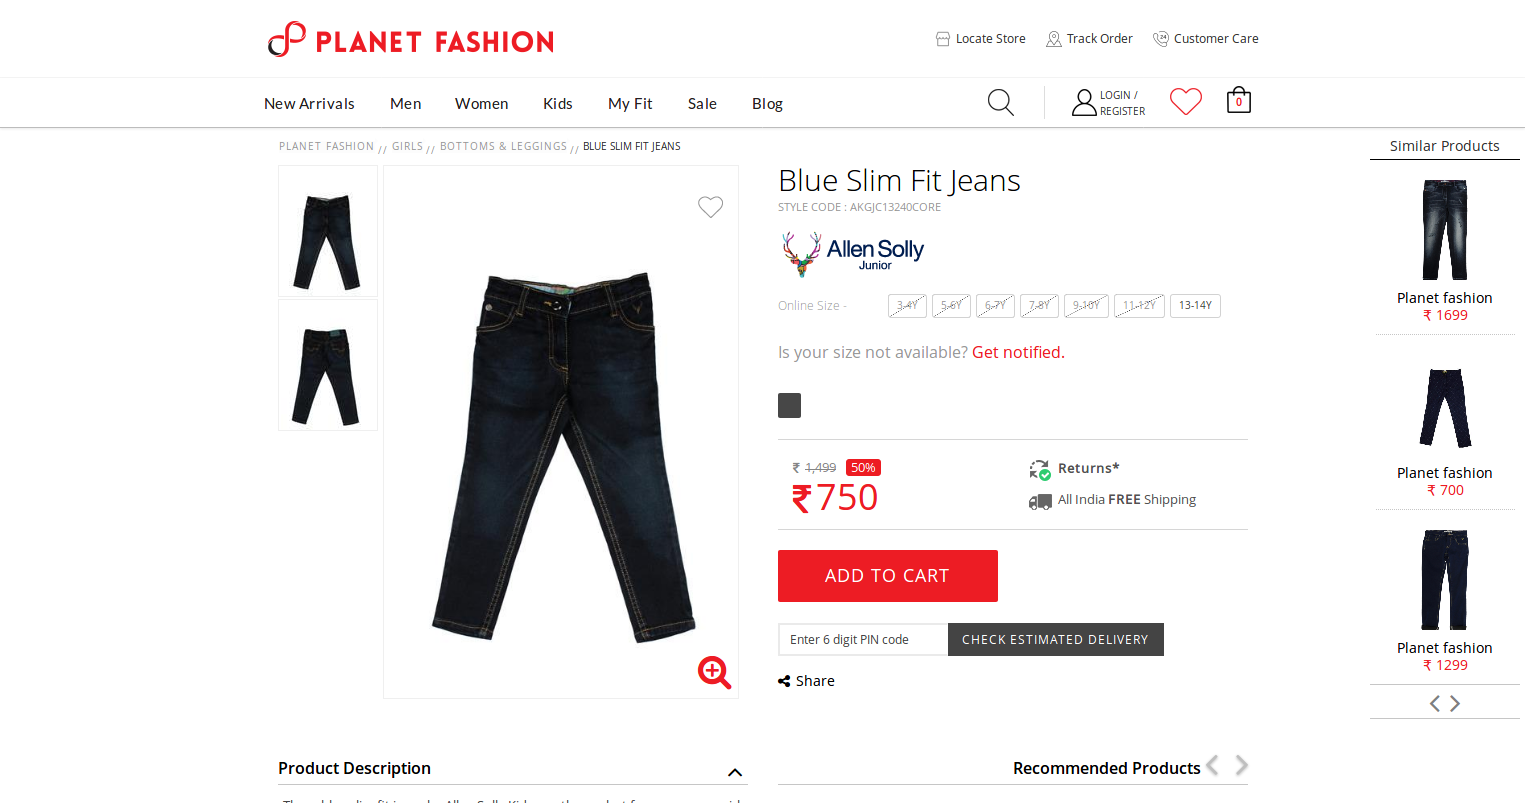 PLANET FASHION
Locate Store
Track Order
Customer Care
New Arrivals
Men
Women
Kids
My Fit
Sale
Blog
LOGIN /
REGISTER
0
PLANET FASHION // GIRLS // BOTTOMS & LEGGINGS // BLUE SLIM FIT JEANS
Blue Slim Fit Jeans
STYLE CODE : AKGJC13240CORE
Allen Solly
Junior
Online Size -
3-4Y
5-6Y
6-7Y
7-8Y
9-10Y
11-12Y
13-14Y
Is your size not available? Get notified.
₹ 1,499 50%
₹ 750
Returns*
All India FREE Shipping
ADD TO CART
Enter 6 digit PIN code
CHECK ESTIMATED DELIVERY
Share
Similar Products
Planet fashion
₹ 1699
Planet fashion
₹ 700
Planet fashion
₹ 1299
Product Description
Recommended Products